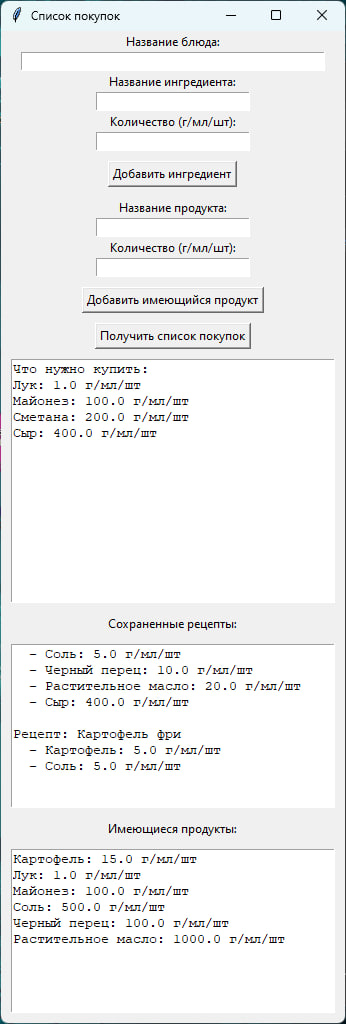 Список покупок
Название блюда:
Название ингредиента:
Количество (г/мл/шт):
Добавить ингредиент
Название продукта:
Количество (г/мл/шт):
Добавить имеющийся продукт
Получить список покупок
Что нужно купить:
Лук: 1.0 г/мл/шт
Майонез: 100.0 г/мл/шт
Сметана: 200.0 г/мл/шт
Сыр: 400.0 г/мл/шт
Сохраненные рецепты:
- Соль: 5.0 г/мл/шт
- Черный перец: 10.0 г/мл/шт
- Растительное масло: 20.0 г/мл/шт
- Сыр: 400.0 г/мл/шт
Рецепт: Картофель фри
- Картофель: 5.0 г/мл/шт
- Соль: 5.0 г/мл/шт
Имеющиеся продукты:
Картофель: 15.0 г/мл/шт
Лук: 1.0 г/мл/шт
Майонез: 100.0 г/мл/шт
Соль: 500.0 г/мл/шт
Черный перец: 100.0 г/мл/шт
Растительное масло: 1000.0 г/мл/шт